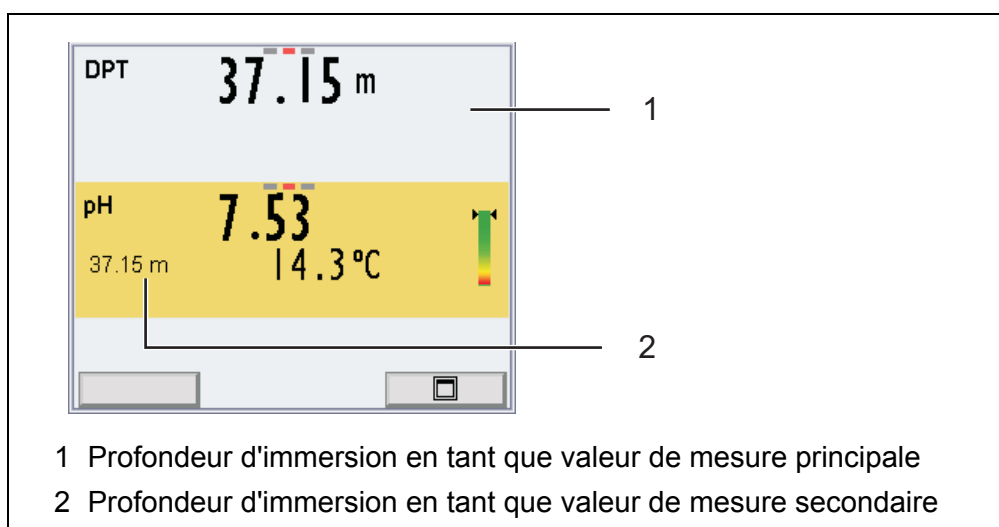 DPT 37.15 m
1
pH 7.53
37.15 m 14.3°C
2
1 Profondeur d'immersion en tant que valeur de mesure principale
2 Profondeur d'immersion en tant que valeur de mesure secondaire